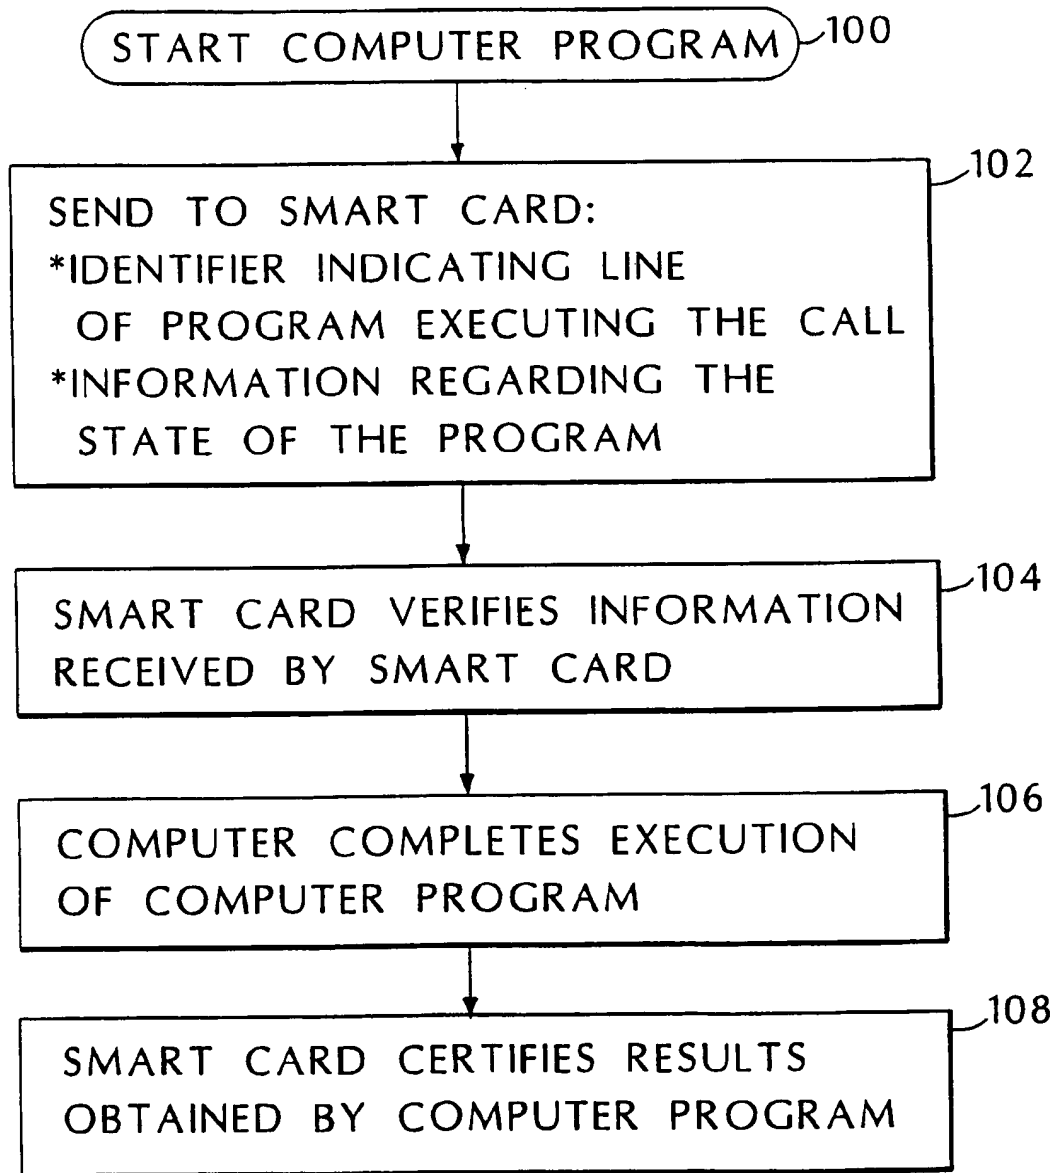 START COMPUTER PROGRAM
100
102
SEND TO SMART CARD:
*IDENTIFIER INDICATING LINE
OF PROGRAM EXECUTING THE CALL
*INFORMATION REGARDING THE
STATE OF THE PROGRAM
104
SMART CARD VERIFIES INFORMATION
RECEIVED BY SMART CARD
106
COMPUTER COMPLETES EXECUTION
OF COMPUTER PROGRAM
108
SMART CARD CERTIFIES RESULTS
OBTAINED BY COMPUTER PROGRAM